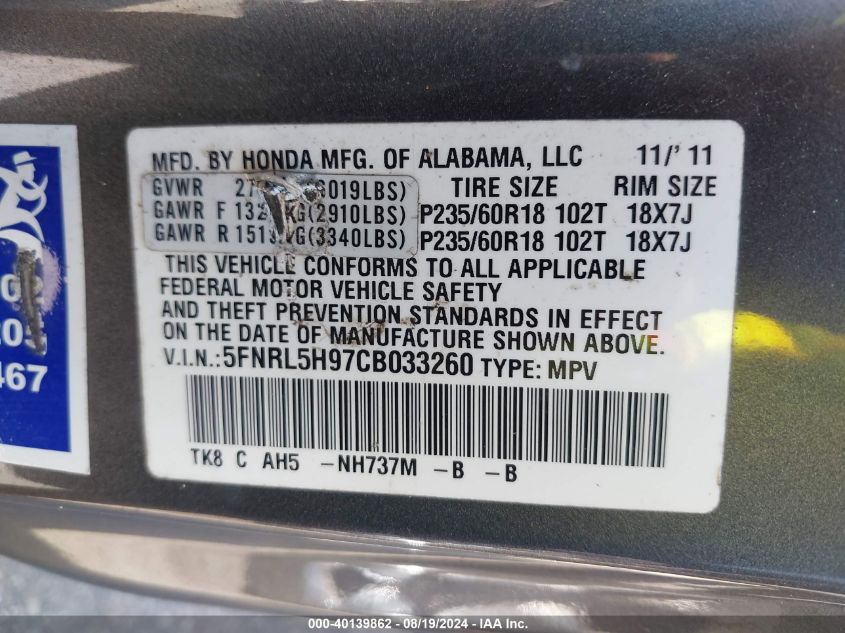 MFD. BY HONDA MFG. OF ALABAMA, LLC 11/'11
GVWR TIRE SIZE RIM SIZE
GAWR F KG(2910LBS) P235/60R18 102T 18X7J
GAWR R (3340LBS) P235/60R18 102T 18X7J
THIS VEHICLE CONFORMS TO ALL APPLICABLE
FEDERAL MOTOR VEHICLE SAFETY
AND THEFT PREVENTION STANDARDS IN EFFECT
ON THE DATE OF MANUFACTURE SHOWN ABOVE.
V.I.N.: 5FNRL5H97CB033260 TYPE: MPV
TK8 C AH5 -NH737M -B -B
467
000-40139862 - 08/19/2024 - IAA Inc.